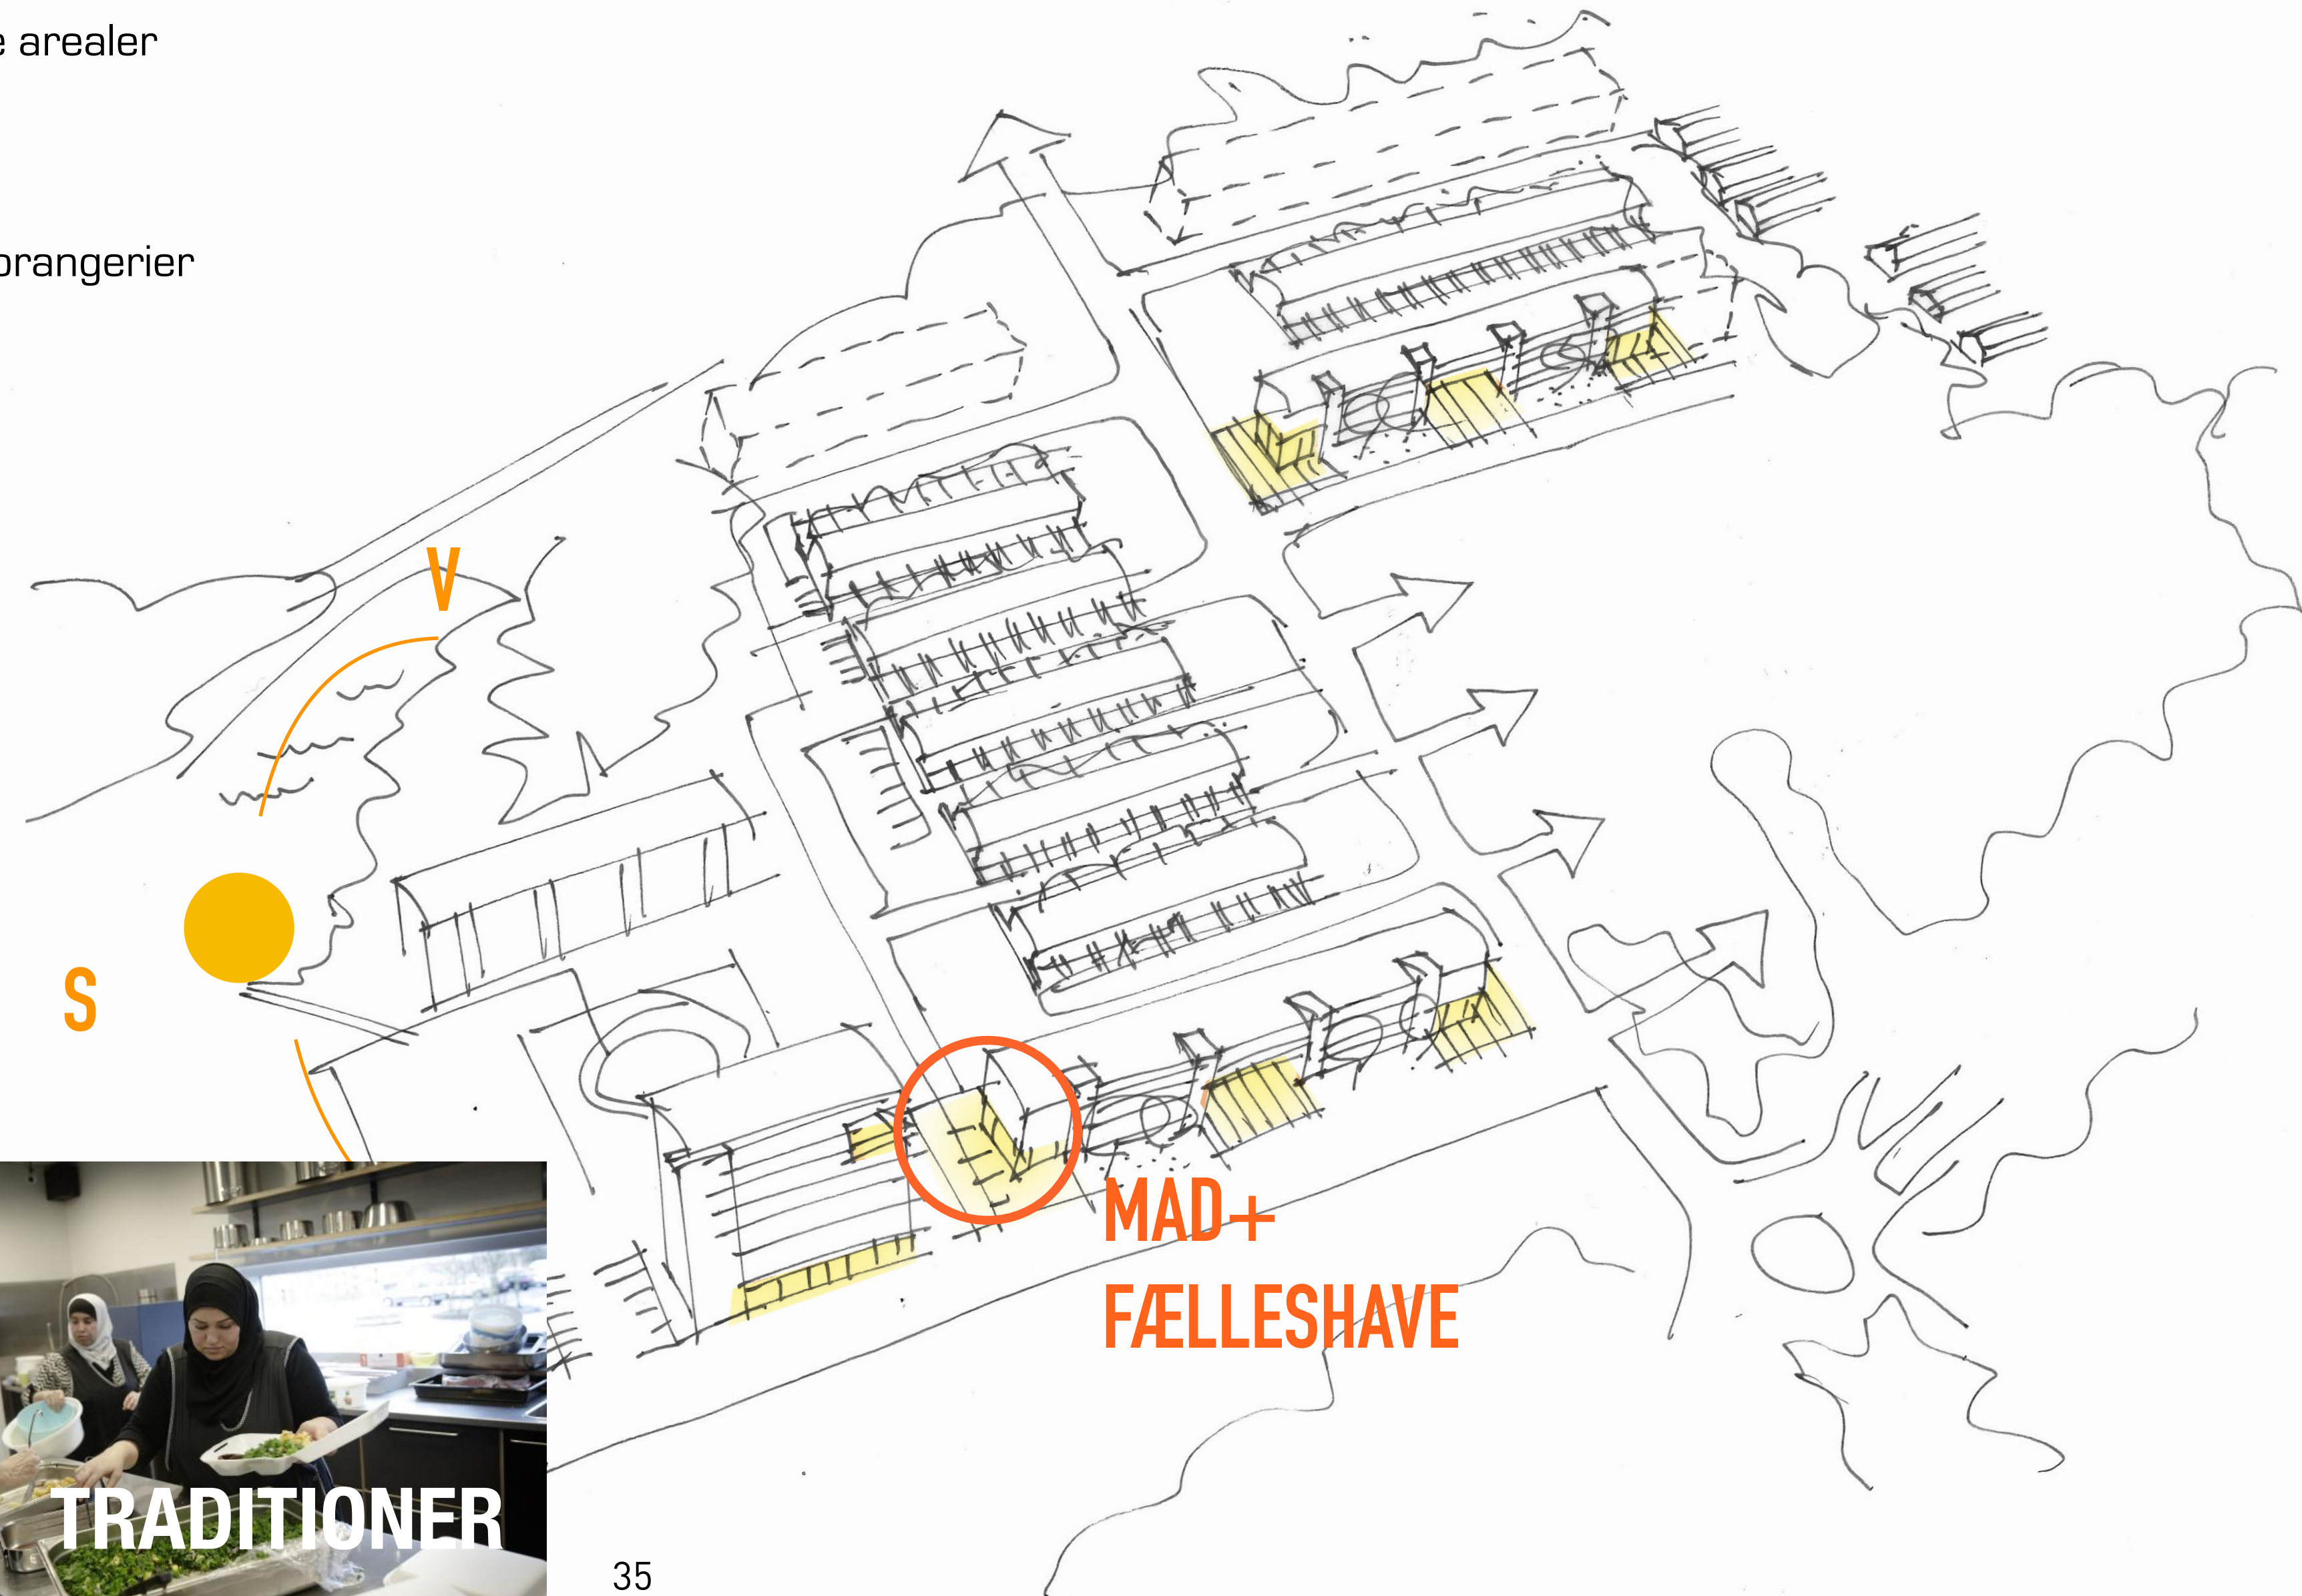 e arealer
orangerier
V
S
MAD+
FÆLLESHAVE
TRADITIONER
35